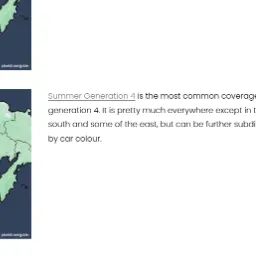 Summer Generation 4 is the most common coverage
generation 4. It is pretty much everywhere except in t
south and some of the east, but can be further subdi
by car colour.